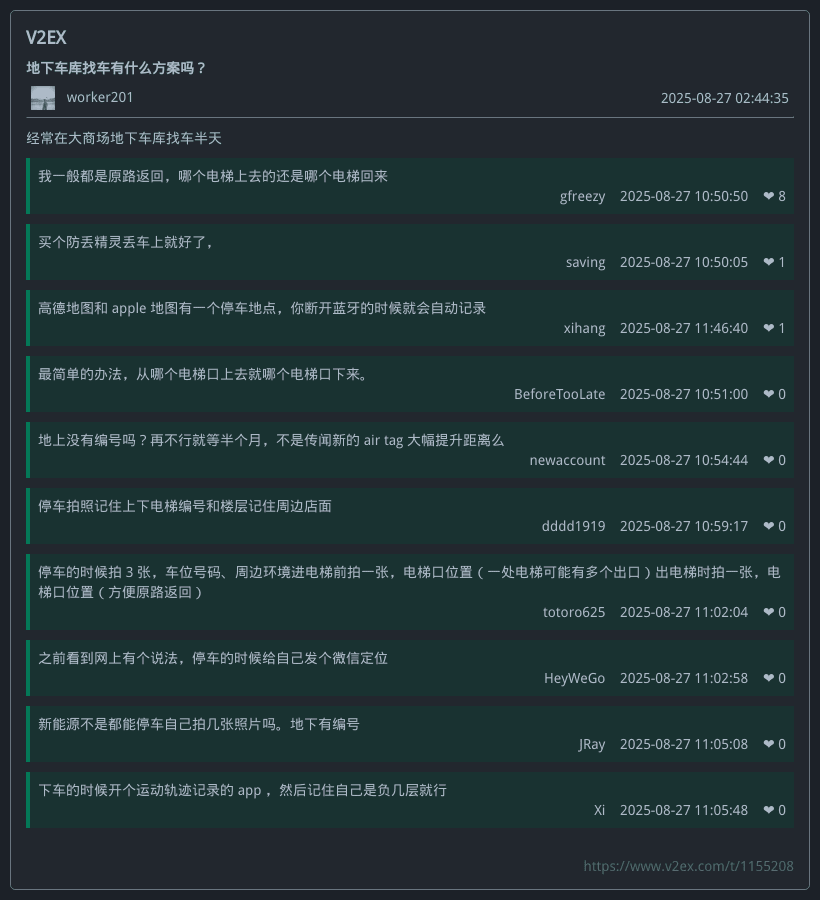 V2EX
地下车库找车有什么方案吗？
worker201 2025-08-27 02:44:35
经常在大商场地下车库找车半天
我一般都是原路返回，哪个电梯上去的还是哪个电梯回来
gfreezy 2025-08-27 10:50:50 ❤ 8
买个防丢精灵丢车上就好了，
saving 2025-08-27 10:50:05 ❤ 1
高德地图和 apple 地图有一个停车地点，你断开蓝牙的时候就会自动记录
xihang 2025-08-27 11:46:40 ❤ 1
最简单的办法，从哪个电梯口上去就哪个电梯口下来。
BeforeTooLate 2025-08-27 10:51:00 ❤ 0
地上没有编号吗？再不行就等半个月，不是传闻新的 air tag 大幅提升距离么
newaccount 2025-08-27 10:54:44 ❤ 0
停车拍照记住上下电梯编号和楼层记住周边店面
dddd1919 2025-08-27 10:59:17 ❤ 0
停车的时候拍 3 张，车位号码、周边环境进电梯前拍一张，电梯口位置（一处电梯可能有多个出口）出电梯时拍一张，电
梯口位置（方便原路返回）
totoro625 2025-08-27 11:02:04 ❤ 0
之前看到网上有个说法，停车的时候给自己发个微信定位
HeyWeGo 2025-08-27 11:02:58 ❤ 0
新能源不是都能停车自己拍几张照片吗。地下有编号
JRay 2025-08-27 11:05:08 ❤ 0
下车的时候开个运动轨迹记录的 app ，然后记住自己是负几层就行
Xi 2025-08-27 11:05:48 ❤ 0
https://www.v2ex.com/t/1155208